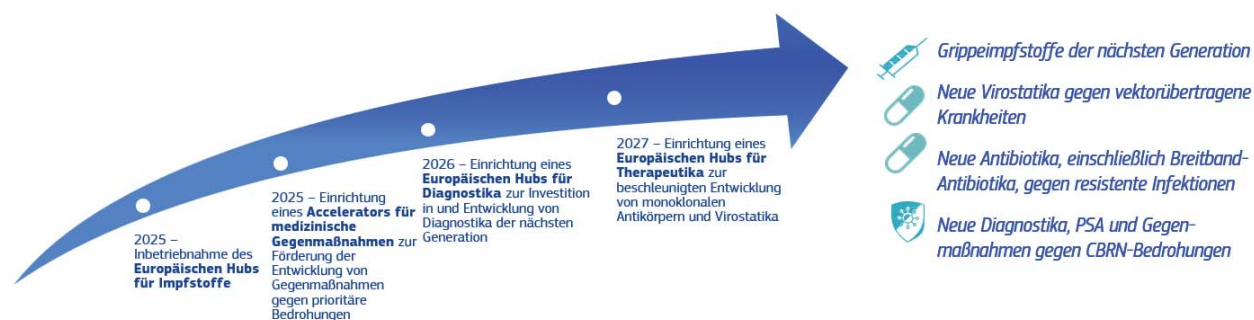 2025 –
Inbetriebnahme des
Europäischen Hubs
für Impfstoffe
2025 – Einrichtung
eines Accelerators für
medizinische
Gegenmaßnahmen zur
Förderung der
Entwicklung von
Gegenmaßnahmen
gegen prioritäre
Bedrohungen
2026 – Einrichtung eines
Europäischen Hubs für
Diagnostika zur Investition
in und Entwicklung von
Diagnostika der nächsten
Generation
2027 – Einrichtung eines
Europäischen Hubs für
Therapeutika zur
beschleunigten Entwicklung
von monoklonalen
Antikörpern und Virostatika
Grippeimpfstoffe der nächsten Generation
Neue Virostatika gegen vektorübertragene
Krankheiten
Neue Antibiotika, einschließlich Breitband-
Antibiotika, gegen resistente Infektionen
Neue Diagnostika, PSA und Gegen-
maßnahmen gegen CBRN-Bedrohungen